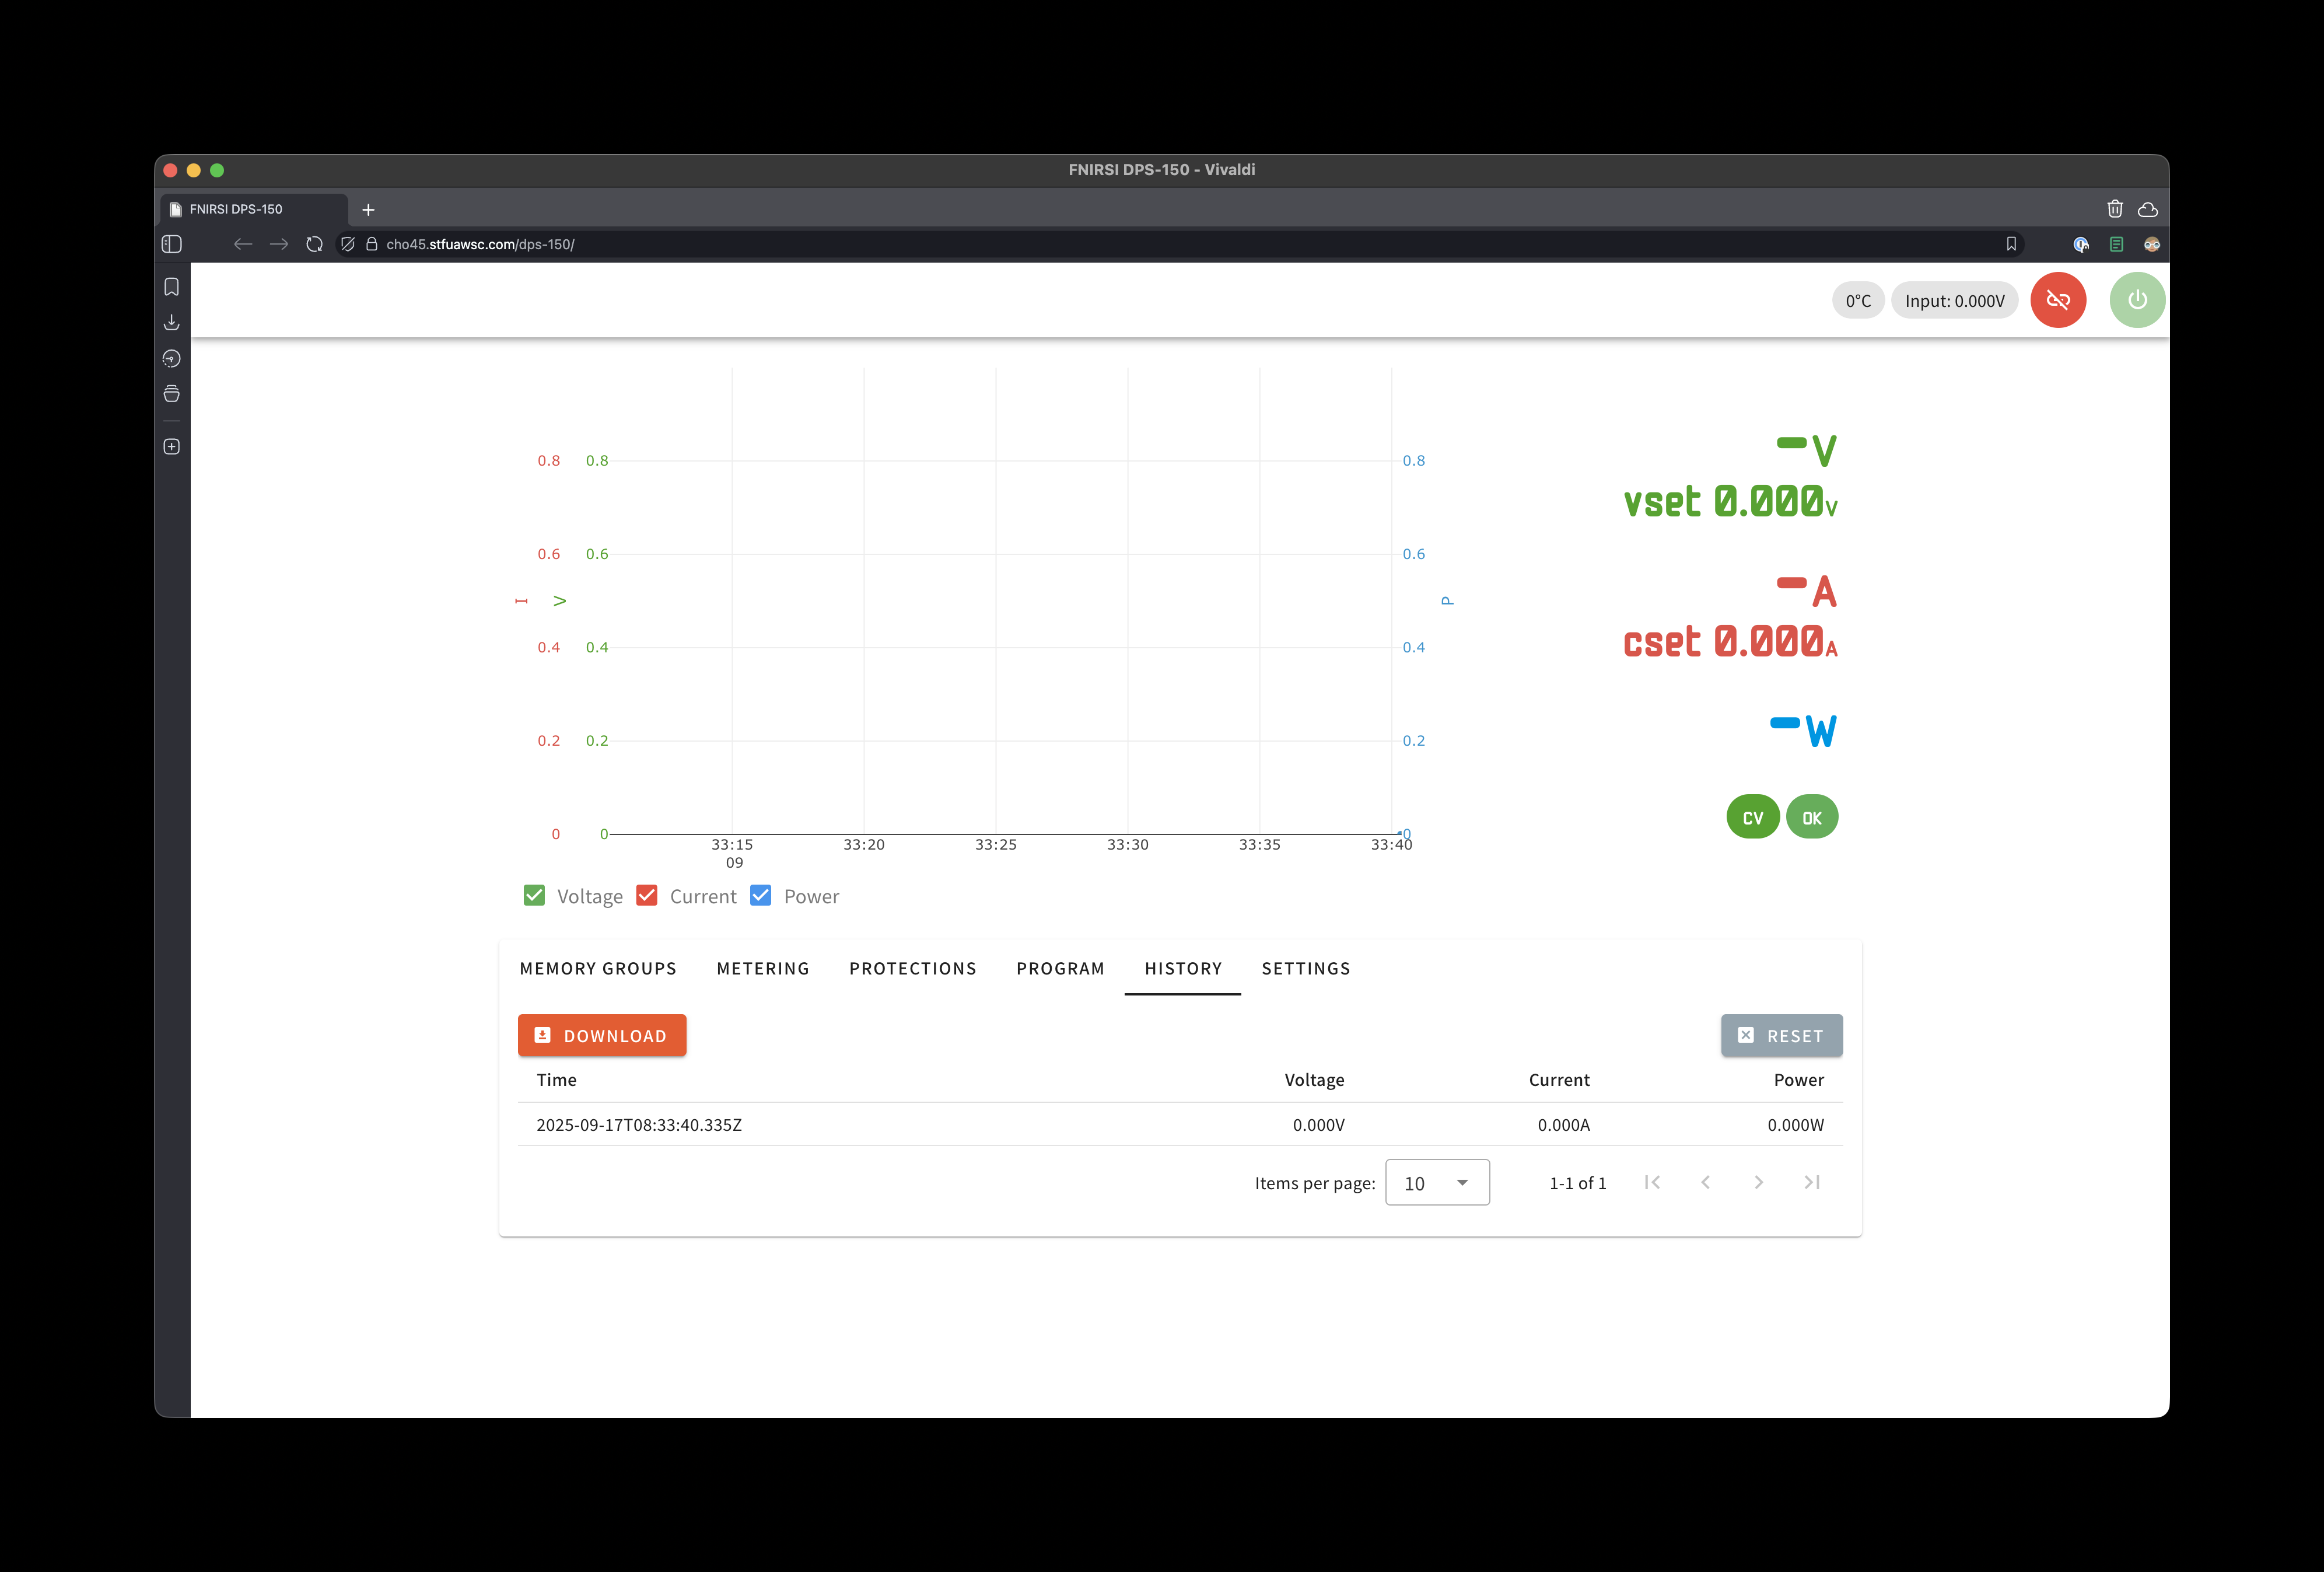 FNIRSI DPS-150 - Vivaldi
FNIRSI DPS-150
cho45.stfuawsc.com/dps-150/
0°C Input: 0.000V
0.8 0.8 0.8
0.6 0.6 0.6
I V P
0.4 0.4 0.4
0.2 0.2 0.2
0 0 0
33:15 33:20 33:25 33:30 33:35 33:40
09
Voltage Current Power
-V
vset 0.000V
-A
cset 0.000A
-W
CV OK
MEMORY GROUPS METERING PROTECTIONS PROGRAM HISTORY SETTINGS
DOWNLOAD RESET
Time Voltage Current Power
2025-09-17T08:33:40.335Z 0.000V 0.000A 0.000W
Items per page: 10 1-1 of 1